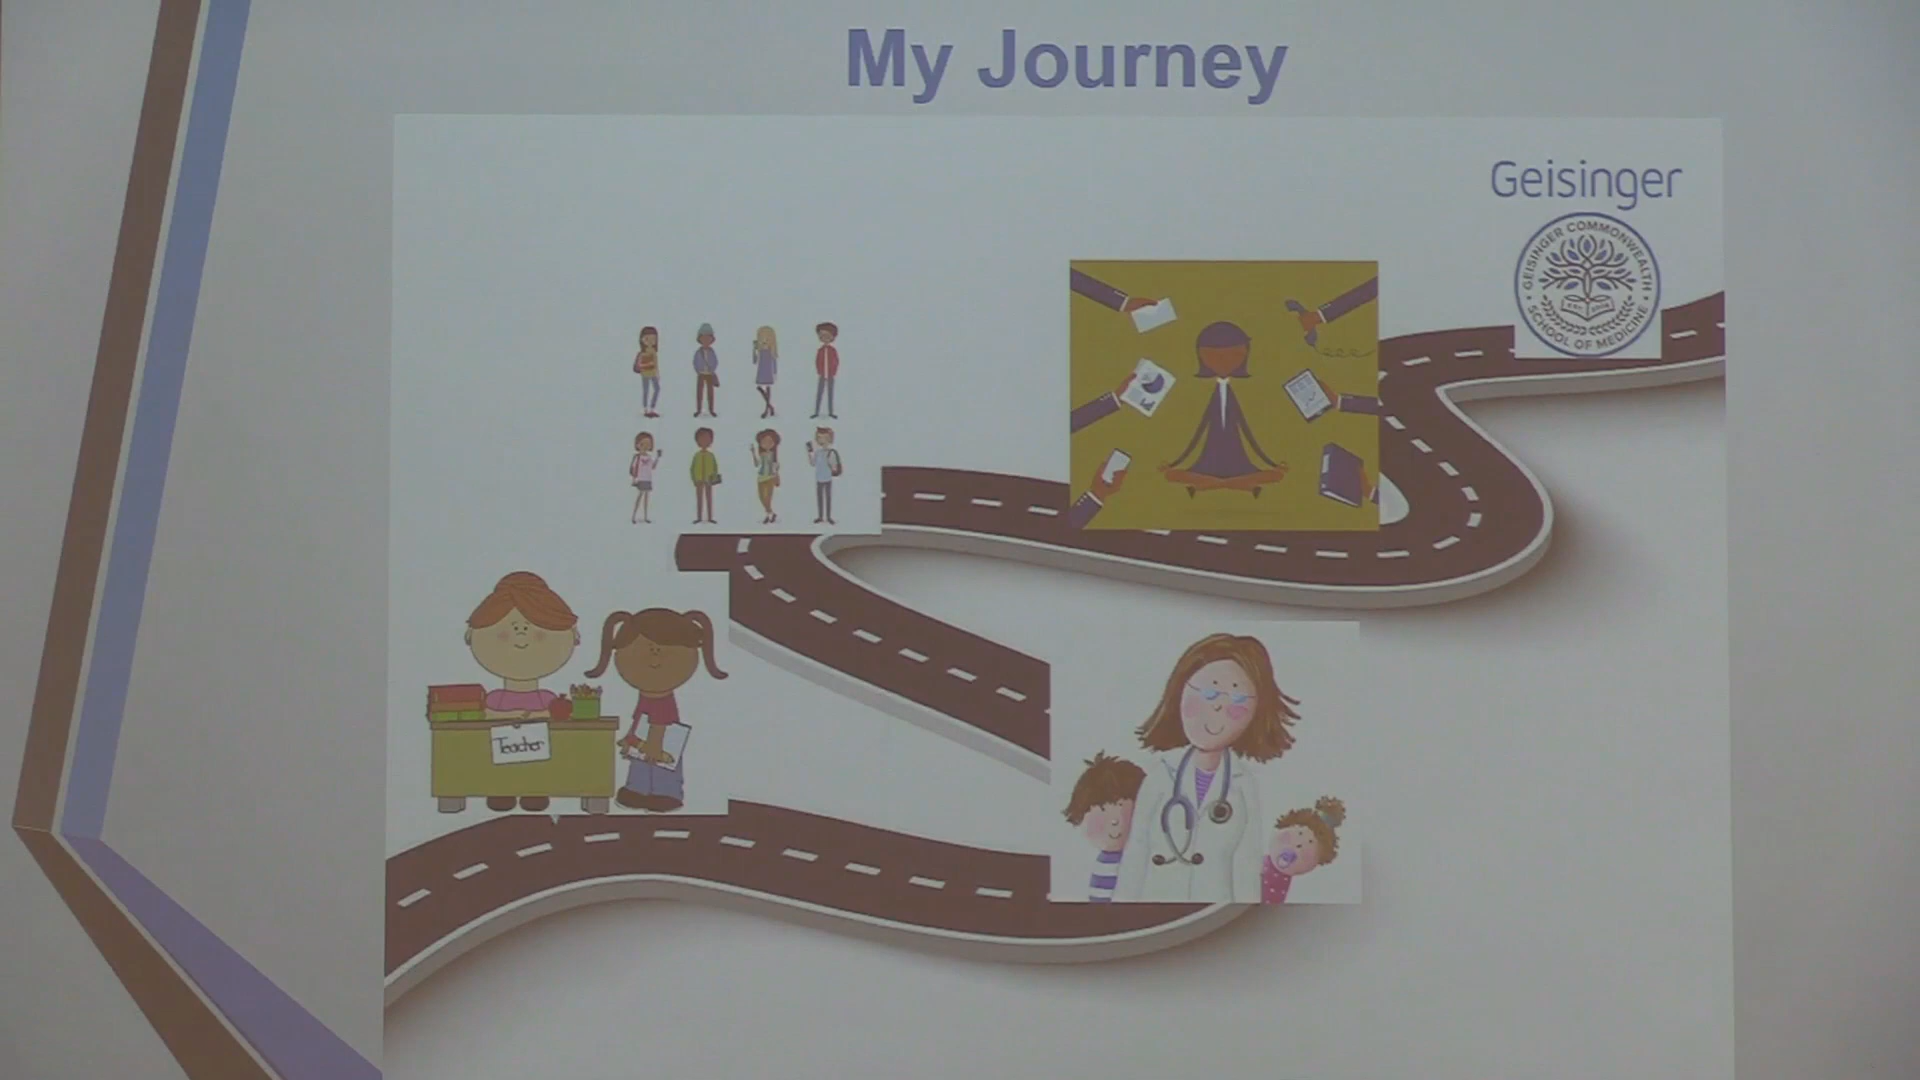 My Journey
Geisinger
GEISINGER COMMONWEALTH
SCHOOL OF MEDICINE
Teacher